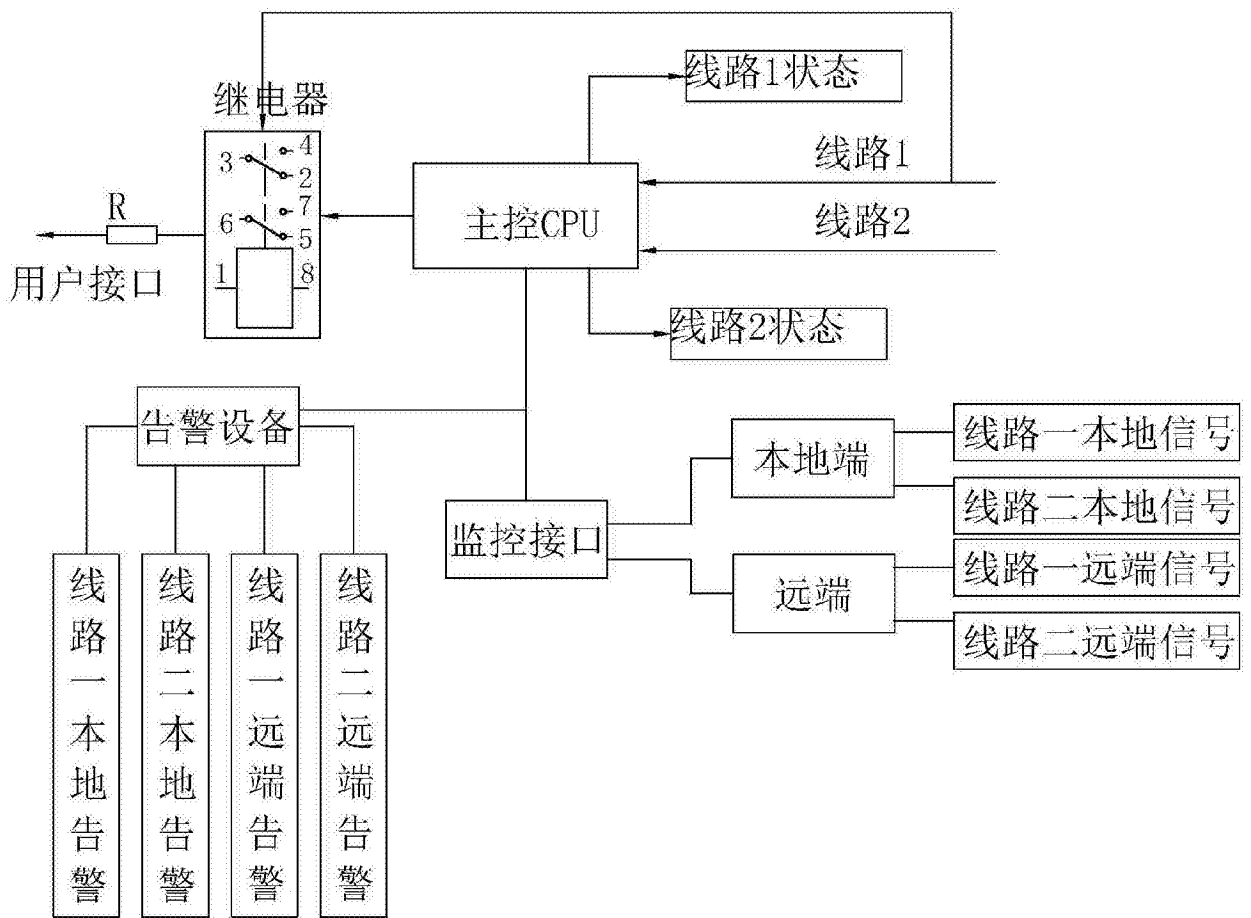 线路1状态
继电器
4
3
2
线路1
R
7
6
5
主控CPU
线路2
用户接口
1
8
线路2状态
告警设备
本地端
线路一本地信号
线路二本地信号
监控接口
远端
线路一远端信号
线路二远端信号
线路一本地告警
线路二本地告警
线路一远端告警
线路二远端告警